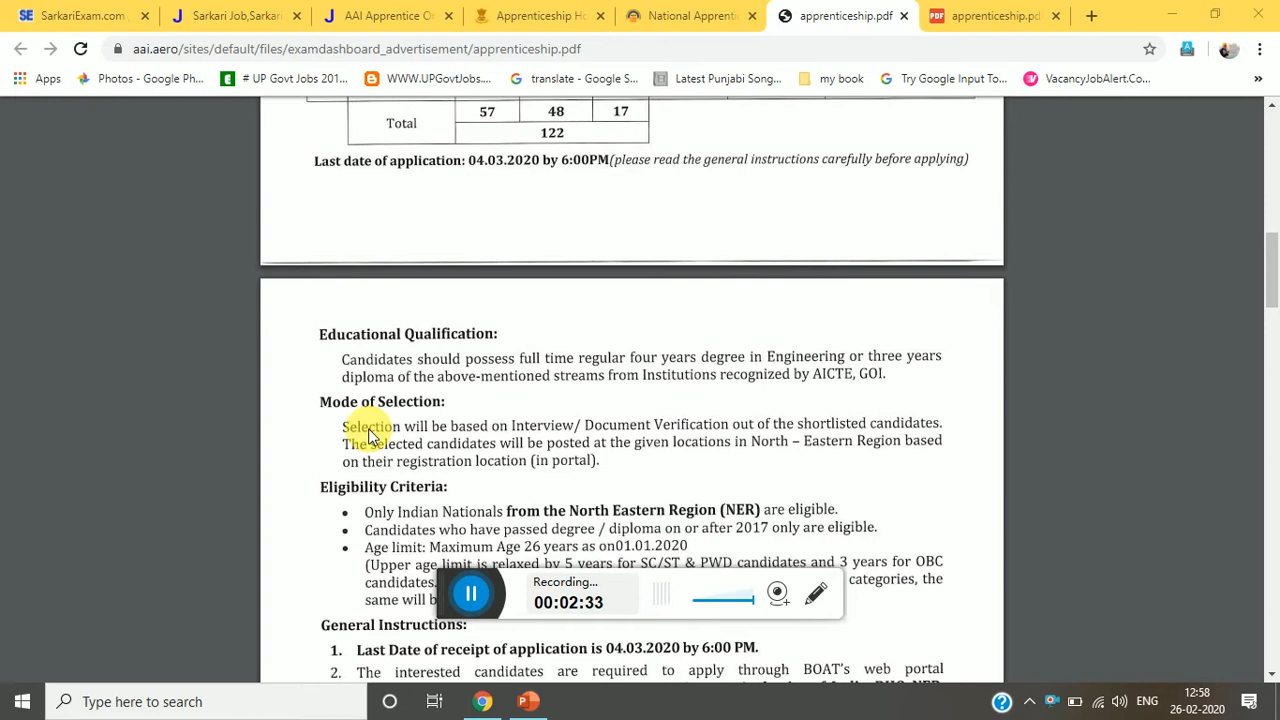 SarkariExam.com
Sarkari Job,Sarkari
AAI Apprentice O
Apprenticeship Ho
National Apprenti
apprenticeship.pdf
apprenticeship.pdf
aai.aero/sites/default/files/examdashboard_advertisement/apprenticeship.pdf
Apps
Photos - Google Ph...
# UP Govt Jobs 201...
WWW.UPGovtJobs....
translate - Google S...
Latest Punjabi Song...
my book
Try Google Input To...
VacancyJobAlert.Co...
»
Total 57 48 17
122
Last date of application: 04.03.2020 by 6:00PM(please read the general instructions carefully before applying)
Educational Qualification:
Candidates should possess full time regular four years degree in Engineering or three years
diploma of the above-mentioned streams from Institutions recognized by AICTE, GOI.
Mode of Selection:
Selection will be based on Interview/ Document Verification out of the shortlisted candidates.
The selected candidates will be posted at the given locations in North – Eastern Region based
on their registration location (in portal).
Eligibility Criteria:
• Only Indian Nationals from the North Eastern Region (NER) are eligible.
• Candidates who have passed degree / diploma on or after 2017 only are eligible.
• Age limit: Maximum Age 26 years as on01.01.2020
(Upper age limit is relaxed by 5 years for SC/ST & PWD candidates and 3 years for OBC
candidates. categories, the
same will b
Recording...
00:02:33
General Instructions:
1. Last Date of receipt of application is 04.03.2020 by 6:00 PM.
2. The interested candidates are required to apply through BOAT's web portal
Type here to search
ENG
12:58
26-02-2020